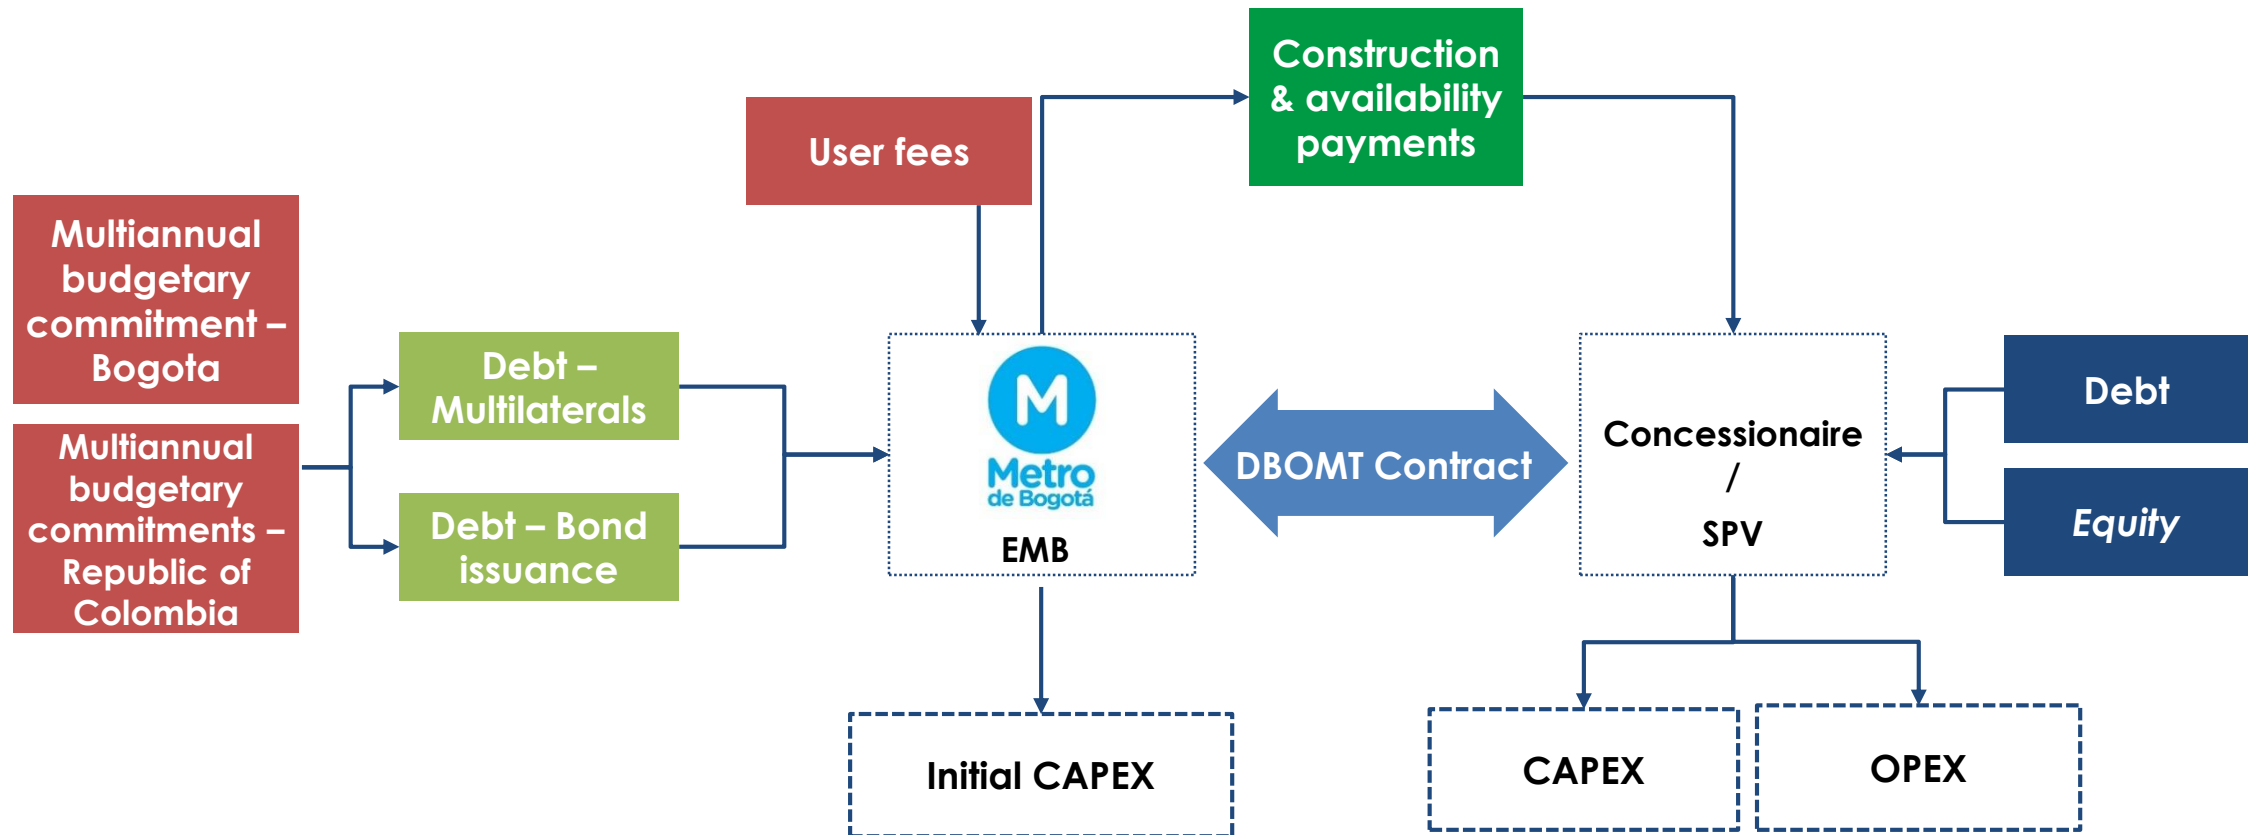 Construction
& availability
payments
User fees
Multiannual
budgetary
commitment –
Bogota
Multiannual
budgetary
commitments –
Republic of
Colombia
Debt –
Multilaterals
Debt – Bond
issuance
M
Metro
de Bogotá
EMB
DBOMT Contract
Concessionaire
/
SPV
Debt
Equity
Initial CAPEX
CAPEX
OPEX